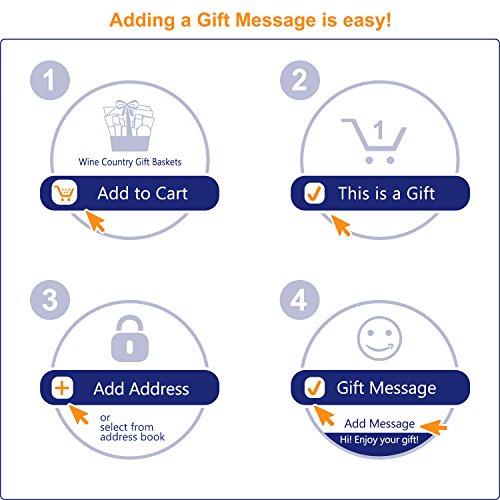 Adding a Gift Message is easy!
1
Wine Country Gift Baskets
Add to Cart
2
1
This is a Gift
3
Add Address
or
select from
address book
4
Gift Message
Add Message
Hi! Enjoy your gift!